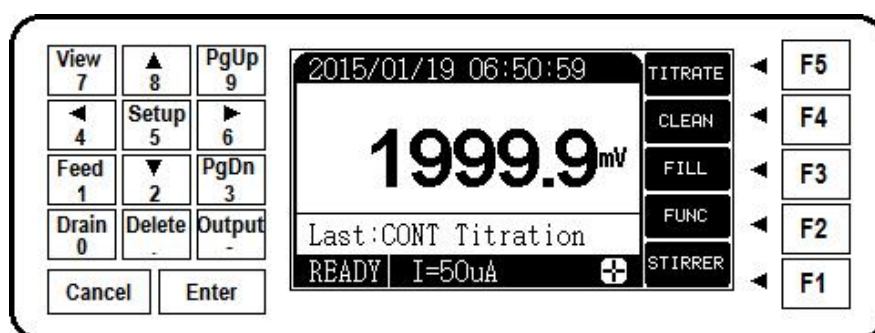 View
7
▲
8
PgUp
9
◄
4
Setup
5
►
6
Feed
1
▼
2
PgDn
3
Drain
0
Delete
.
Output
-
Cancel
Enter
2015/01/19 06:50:59
1999.9mV
Last:CONT Titration
READY I=50uA
TITRATE
CLEAN
FILL
FUNC
STIRRER
◄ F5
◄ F4
◄ F3
◄ F2
◄ F1